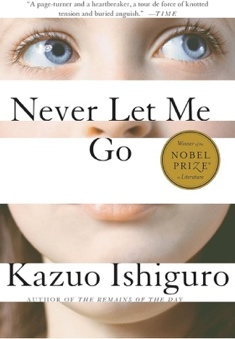 "A page-turner and a heartbreaker, a tour de force of knotted
tension and buried anguish." —TIME
Never Let Me
Go
Winner of the
NOBEL
PRIZE
in Literature
Kazuo Ishiguro
AUTHOR OF THE REMAINS OF THE DAY